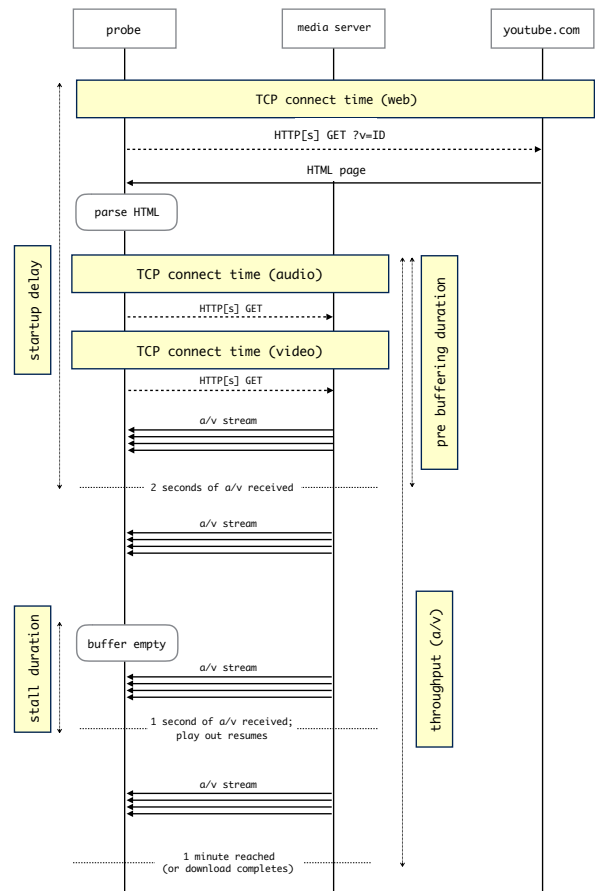 probe
media server
youtube.com
TCP connect time (web)
HTTP[s] GET ?v=ID
HTML page
parse HTML
startup delay
TCP connect time (audio)
pre buffering duration
HTTP[s] GET
TCP connect time (video)
HTTP[s] GET
a/v stream
2 seconds of a/v received
a/v stream
throughput (a/v)
stall duration
buffer empty
a/v stream
1 second of a/v received;
play out resumes
a/v stream
1 minute reached
(or download completes)